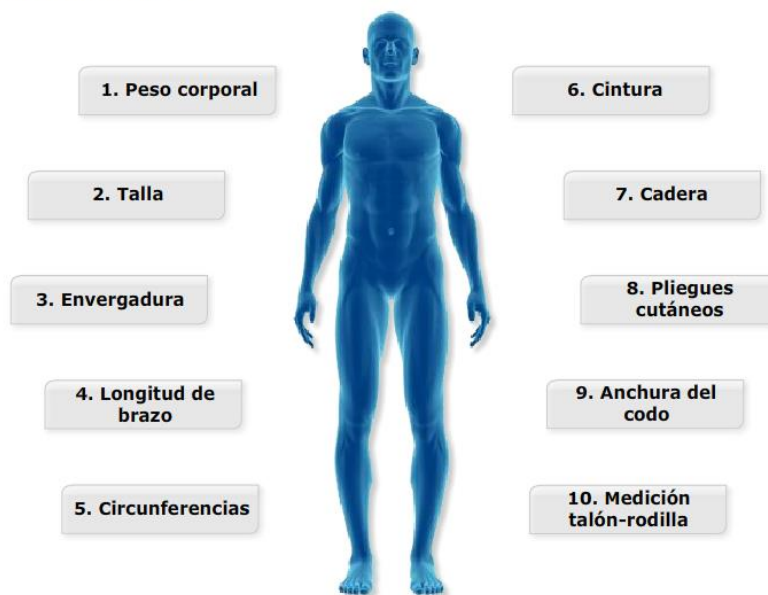 1. Peso corporal
2. Talla
3. Envergadura
4. Longitud de
brazo
5. Circunferencias
6. Cintura
7. Cadera
8. Pliegues
cutáneos
9. Anchura del
codo
10. Medición
talón-rodilla